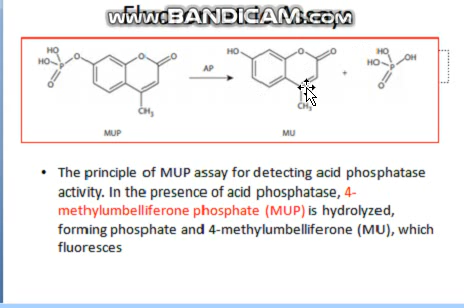 www.BANDICAM.com
Assays
HO
HO
P
O
O
O
O
CH₃
MUP
AP
HO
O
O
CH₃
MU
+
HO
HO
P
OH
O
• The principle of MUP assay for detecting acid phosphatase
activity. In the presence of acid phosphatase, 4-
methylumbelliferone phosphate (MUP) is hydrolyzed,
forming phosphate and 4-methylumbelliferone (MU), which
fluoresces